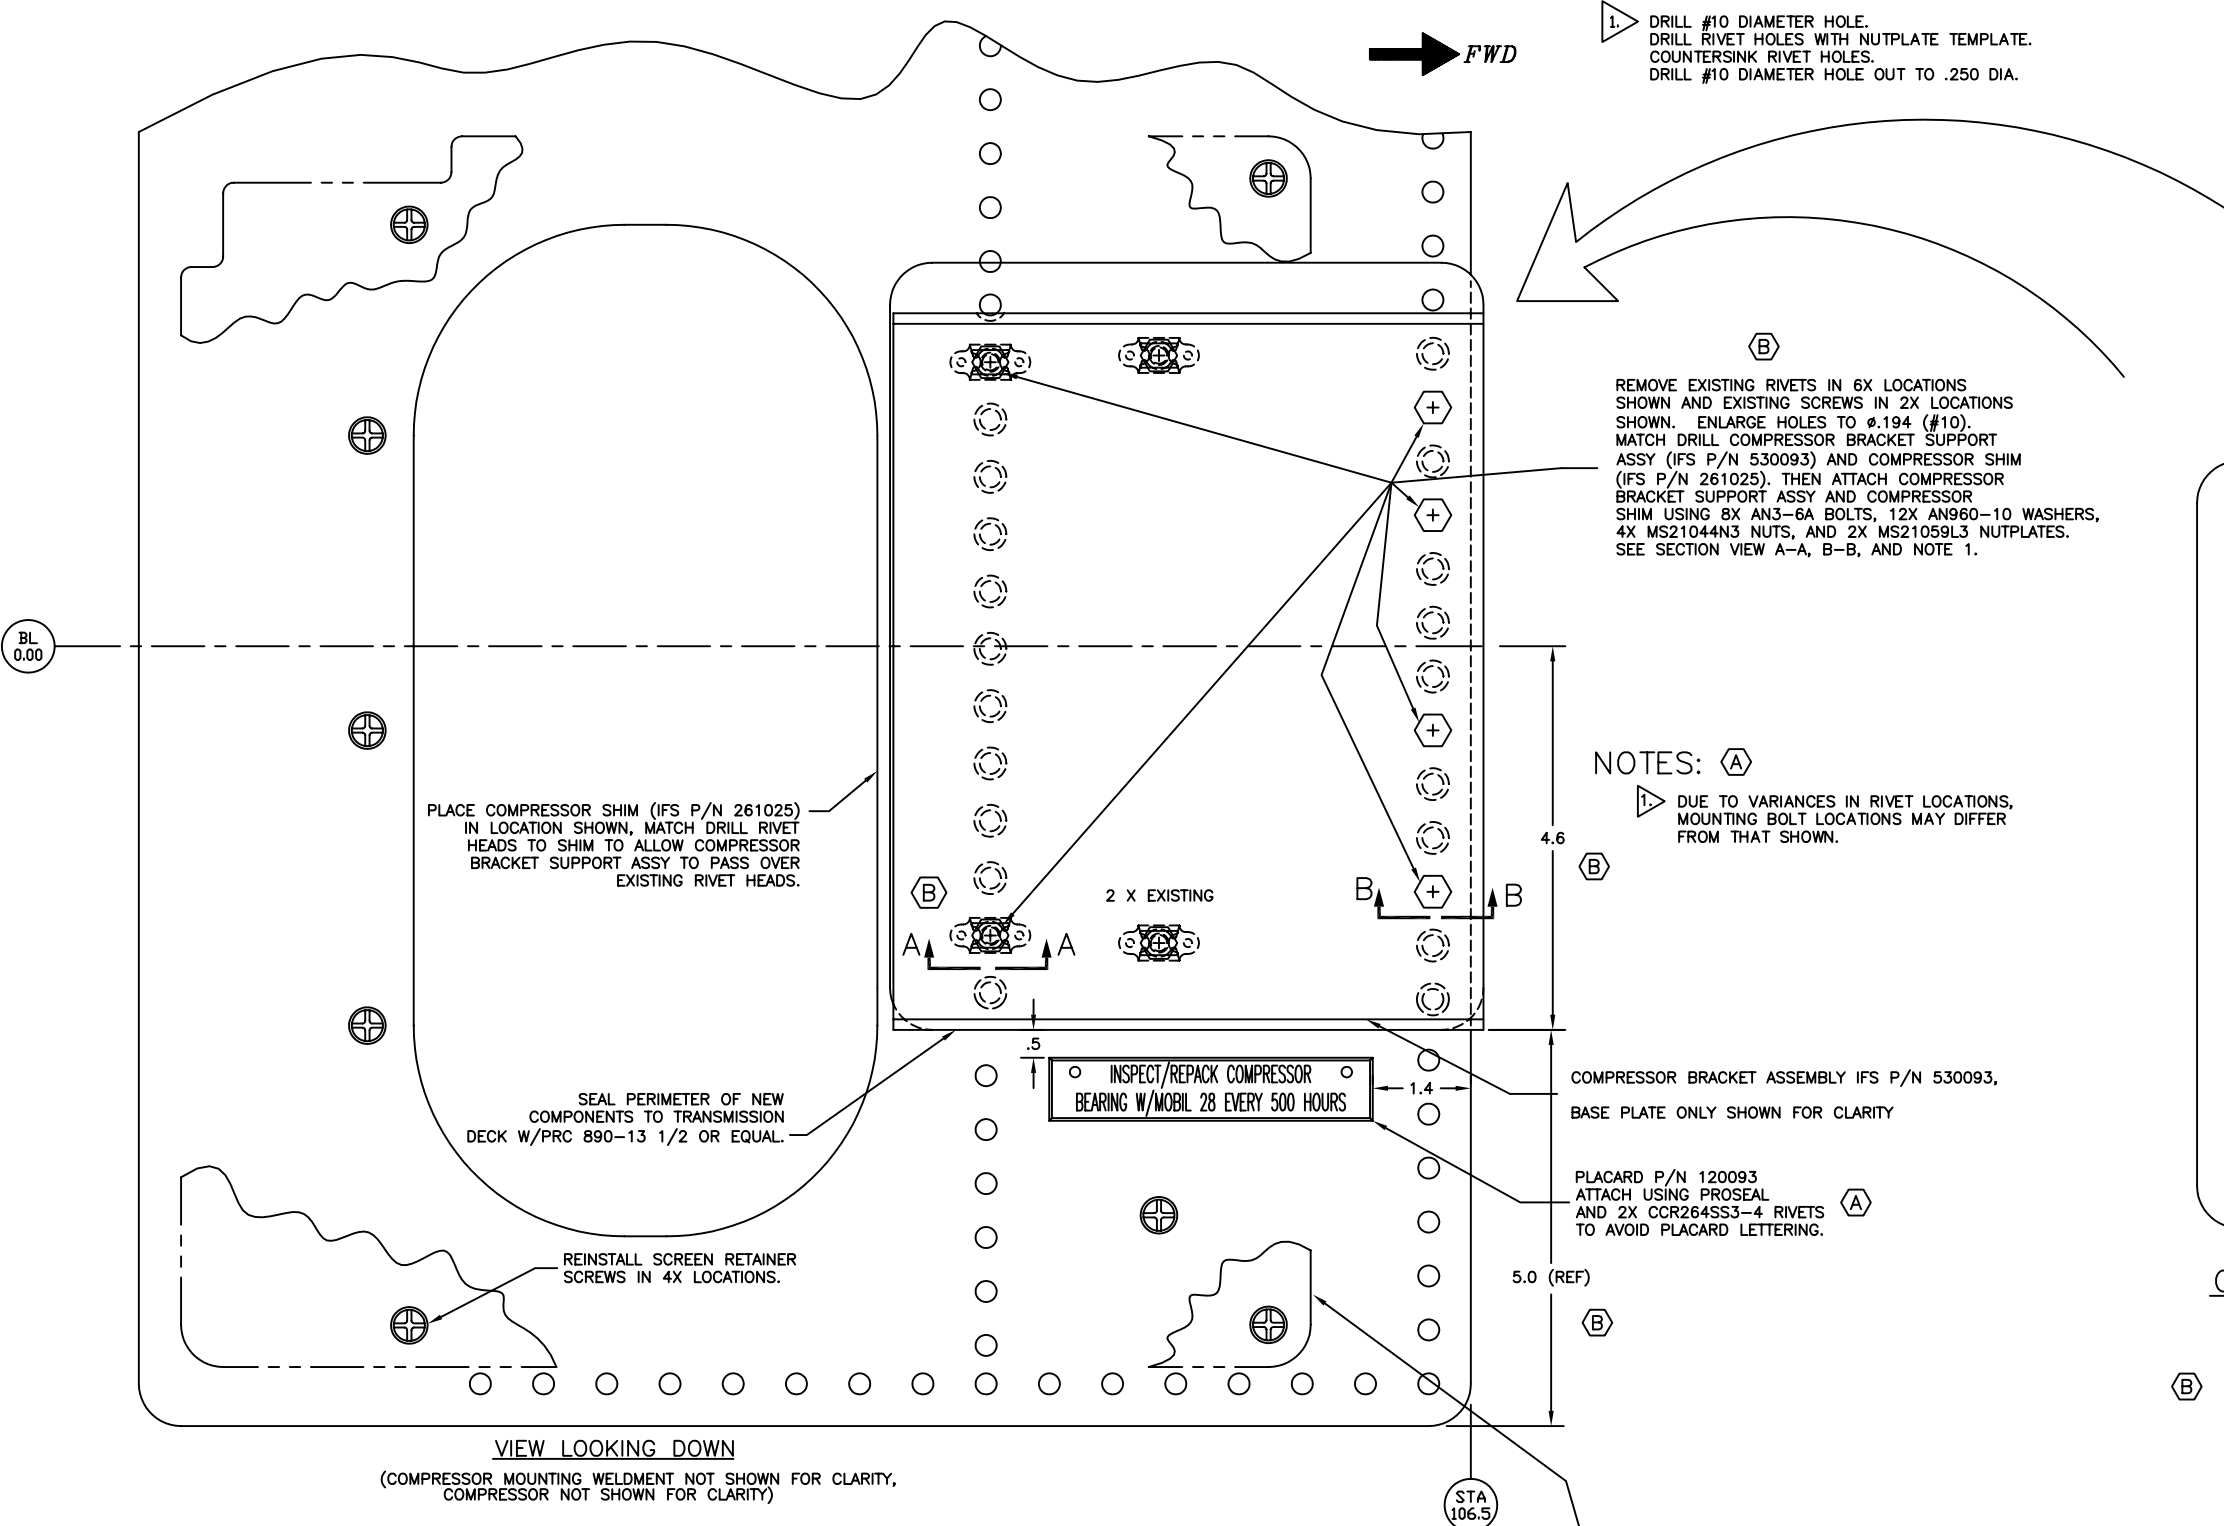 1. DRILL #10 DIAMETER HOLE.
DRILL RIVET HOLES WITH NUTPLATE TEMPLATE.
COUNTERSINK RIVET HOLES.
DRILL #10 DIAMETER HOLE OUT TO .250 DIA.
FWD
B
REMOVE EXISTING RIVETS IN 6X LOCATIONS
SHOWN AND EXISTING SCREWS IN 2X LOCATIONS
SHOWN. ENLARGE HOLES TO ø.194 (#10).
MATCH DRILL COMPRESSOR BRACKET SUPPORT
ASSY (IFS P/N 530093) AND COMPRESSOR SHIM
(IFS P/N 261025). THEN ATTACH COMPRESSOR
BRACKET SUPPORT ASSY AND COMPRESSOR
SHIM USING 8X AN3-6A BOLTS, 12X AN960-10 WASHERS,
4X MS21044N3 NUTS, AND 2X MS21059L3 NUTPLATES.
SEE SECTION VIEW A-A, B-B, AND NOTE 1.
BL
0.00
NOTES: A
1. DUE TO VARIANCES IN RIVET LOCATIONS,
MOUNTING BOLT LOCATIONS MAY DIFFER
FROM THAT SHOWN.
PLACE COMPRESSOR SHIM (IFS P/N 261025)
IN LOCATION SHOWN, MATCH DRILL RIVET
HEADS TO SHIM TO ALLOW COMPRESSOR
BRACKET SUPPORT ASSY TO PASS OVER
EXISTING RIVET HEADS.
4.6
B
B
2 X EXISTING
B B
A A
.5
INSPECT/REPACK COMPRESSOR
BEARING W/MOBIL 28 EVERY 500 HOURS
1.4
COMPRESSOR BRACKET ASSEMBLY IFS P/N 530093,
BASE PLATE ONLY SHOWN FOR CLARITY
SEAL PERIMETER OF NEW
COMPONENTS TO TRANSMISSION
DECK W/PRC 890-13 1/2 OR EQUAL.
PLACARD P/N 120093
ATTACH USING PROSEAL
AND 2X CCR264SS3-4 RIVETS
TO AVOID PLACARD LETTERING.
A
REINSTALL SCREEN RETAINER
SCREWS IN 4X LOCATIONS.
5.0 (REF)
B
B
VIEW LOOKING DOWN
(COMPRESSOR MOUNTING WELDMENT NOT SHOWN FOR CLARITY,
COMPRESSOR NOT SHOWN FOR CLARITY)
STA
106.5